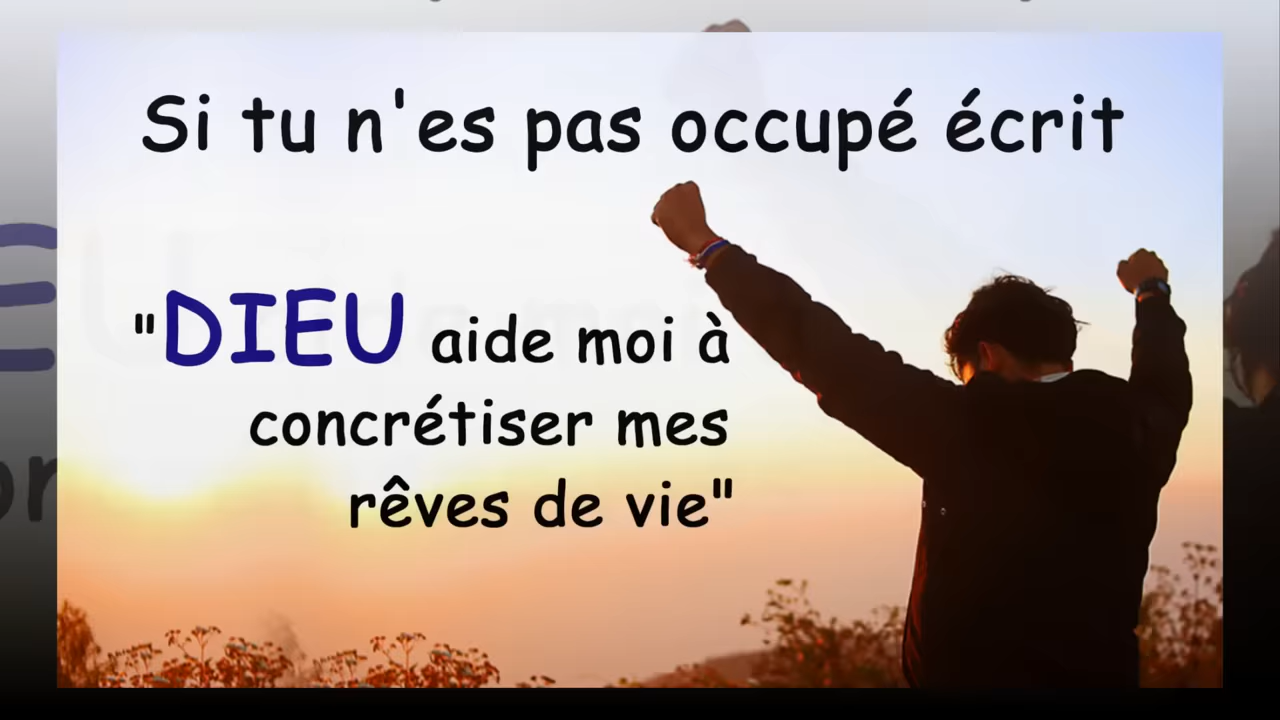 Si tu n'es pas occupé écrit
"DIEU aide moi à
concrétiser mes
rêves de vie"